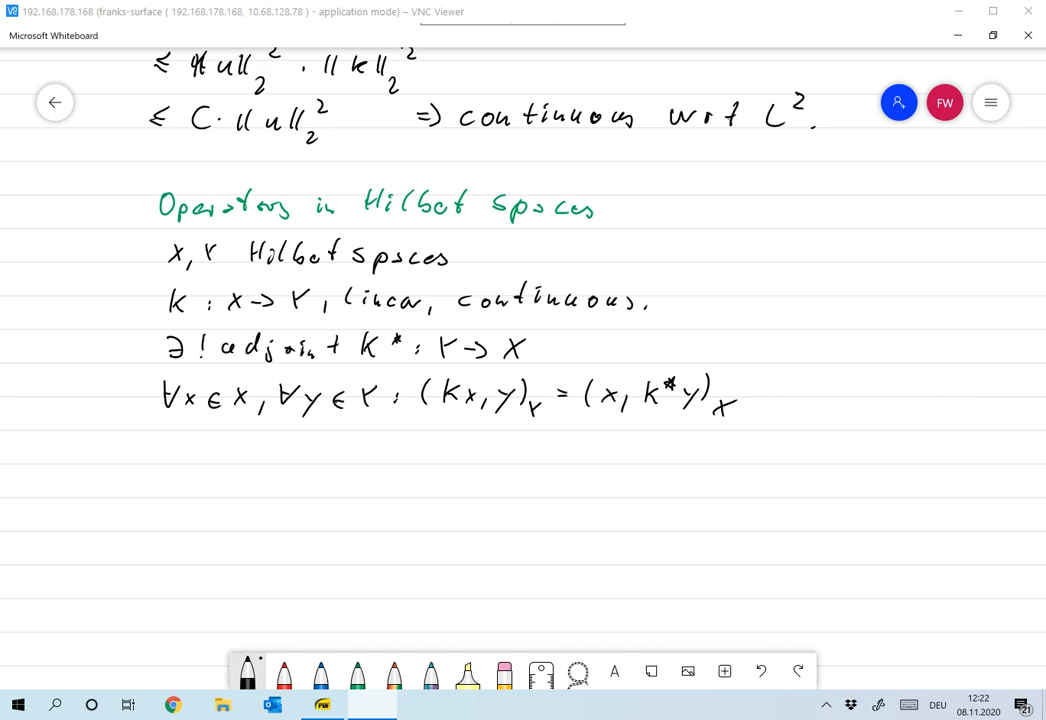 192.168.178.168 (franks-surface ( 192.168.178.168, 10.68.128.78 ) - application mode) – VNC Viewer
Microsoft Whiteboard
≤ ||u||₂² · ||k||₂²
≤ C · ||u||₂² => continuous wrt L².
FW
Operators in Hilbert spaces
X, Y Hilbert spaces
K : X -> Y, linear, continuous.
∃! adjoint K* : Y -> X
∀x ∈ X, ∀y ∈ Y : (Kx, y)_Y = (x, K*y)_X
A
DEU
12:22
08.11.2020
21